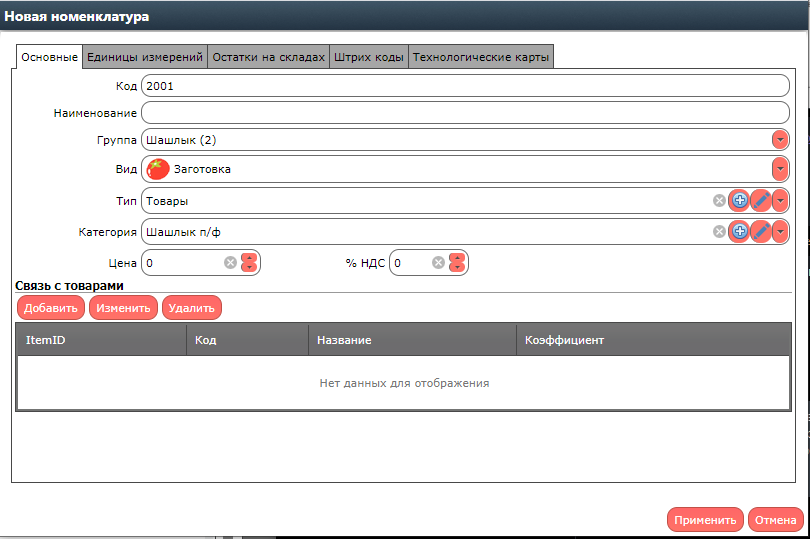 Новая номенклатура
Основные Единицы измерений Остатки на складах Штрих коды Технологические карты
Код 2001
Наименование
Группа Шашлык (2)
Вид Заготовка
Тип Товары
Категория Шашлык п/ф
Цена 0 % НДС 0
Связь с товарами
Добавить Изменить Удалить
ItemID Код Название Коэффициент
Нет данных для отображения
Применить Отмена